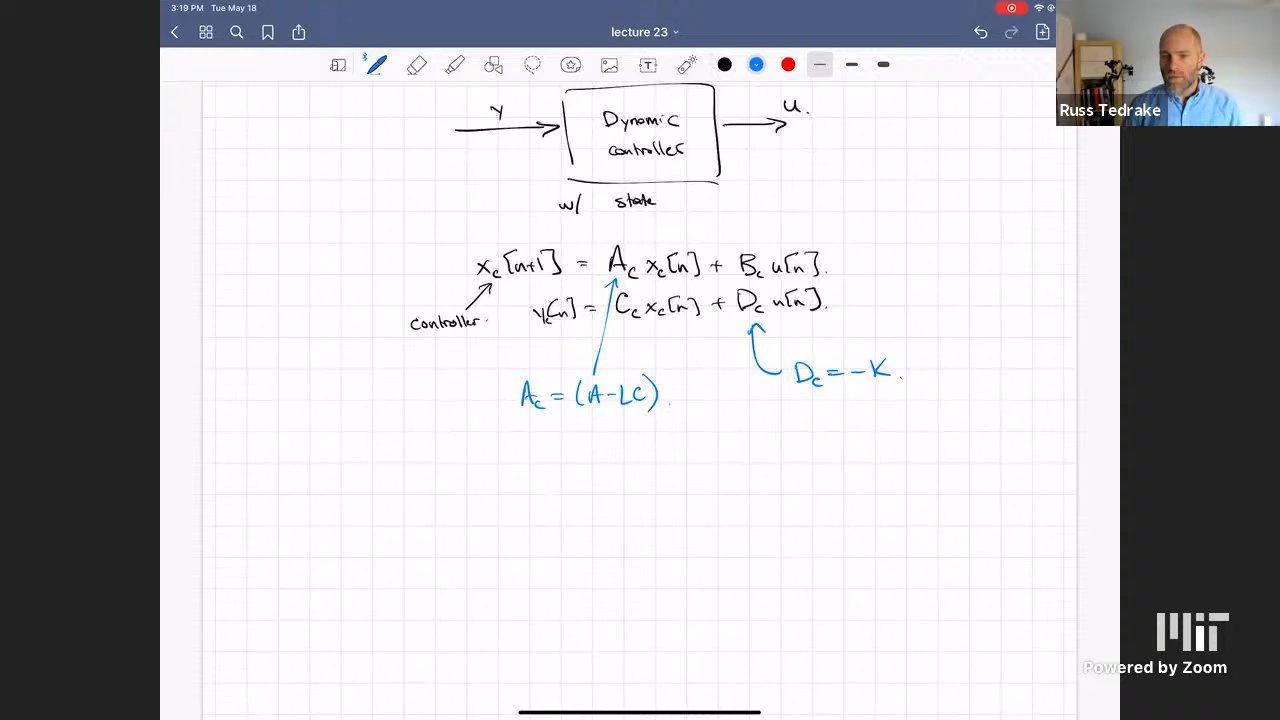 3:19 PM Tue May 18
lecture 23
Russ Tedrake
y
u.
Dynamic
controller
w/ state
x_c[n+1] = A_c x_c[n] + B_c u[n].
y_c[n] = C_c x_c[n] + D_c u[n].
controller.
D_c = -K.
A_c = (A-LC).
MIT
Powered by Zoom